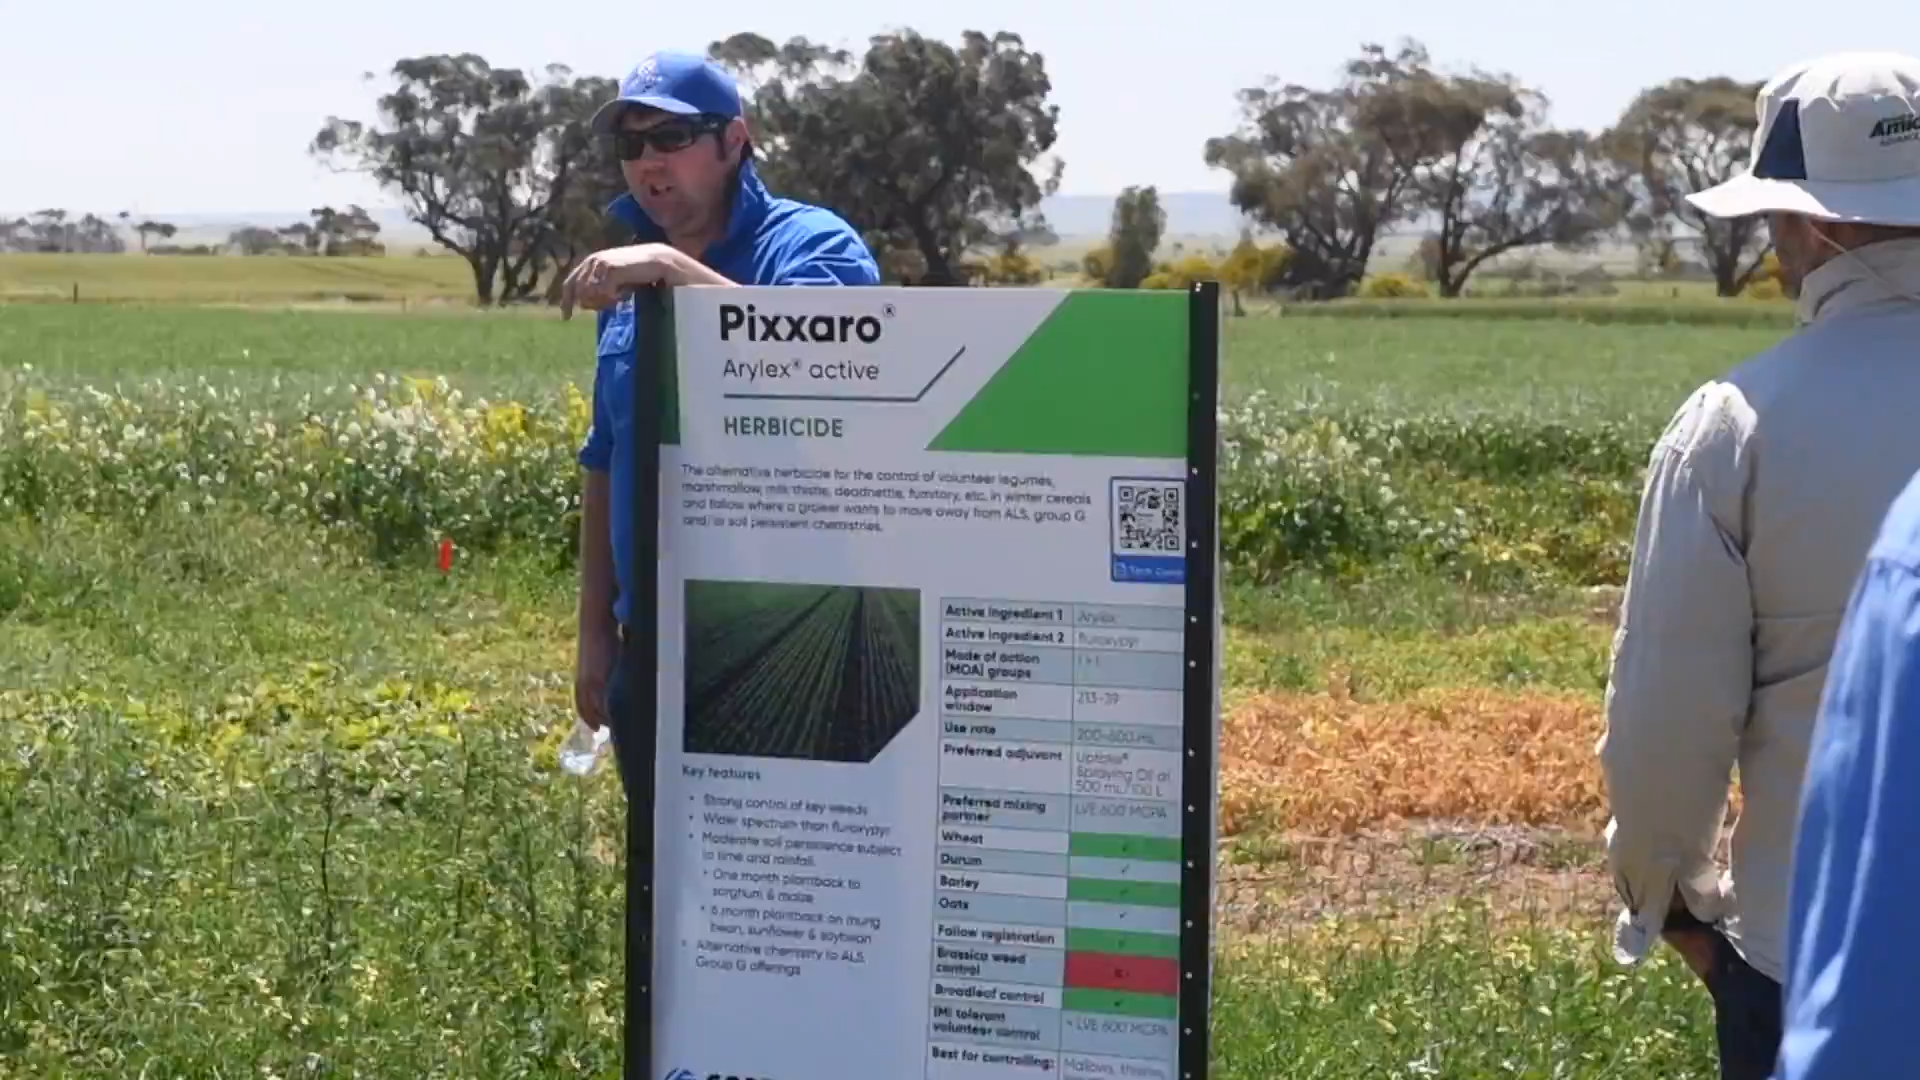 Pixxaro®
Arylex® active
HERBICIDE
The alternative herbicide for the control of volunteer legumes,
marshmallow, milk thistle, deadnettle, fumitory, etc. in winter cereals
and fallow where a grower wants to move away from ALS, group G
and/or soil persistent chemistries.
Key features
• Strong control of key weeds
• Wider spectrum than fluroxypyr
• Moderate soil persistence subject
to time and rainfall.
• One month plantback to
sorghum & maize
• 6 month plantback on mung
bean, sunflower & soybean
• Alternative chemistry to ALS,
Group G offerings
Active ingredient 1 Arylex
Active ingredient 2 fluroxypyr
Mode of action
(MOA) groups
Application
window
Z13-39
Use rate
Preferred adjuvant Uptake®
Spraying Oil at
500 mL/100 L
Preferred mixing
partner
LVE 600 MCPA
Wheat ✓
Durum ✓
Barley ✓
Oats ✓
Fallow registration ✓
Brassica weed
control
Broadleaf control ✓
IMI tolerant
volunteer control
+ LVE 600 MCPA
Best for controlling: Mallows, thistles,